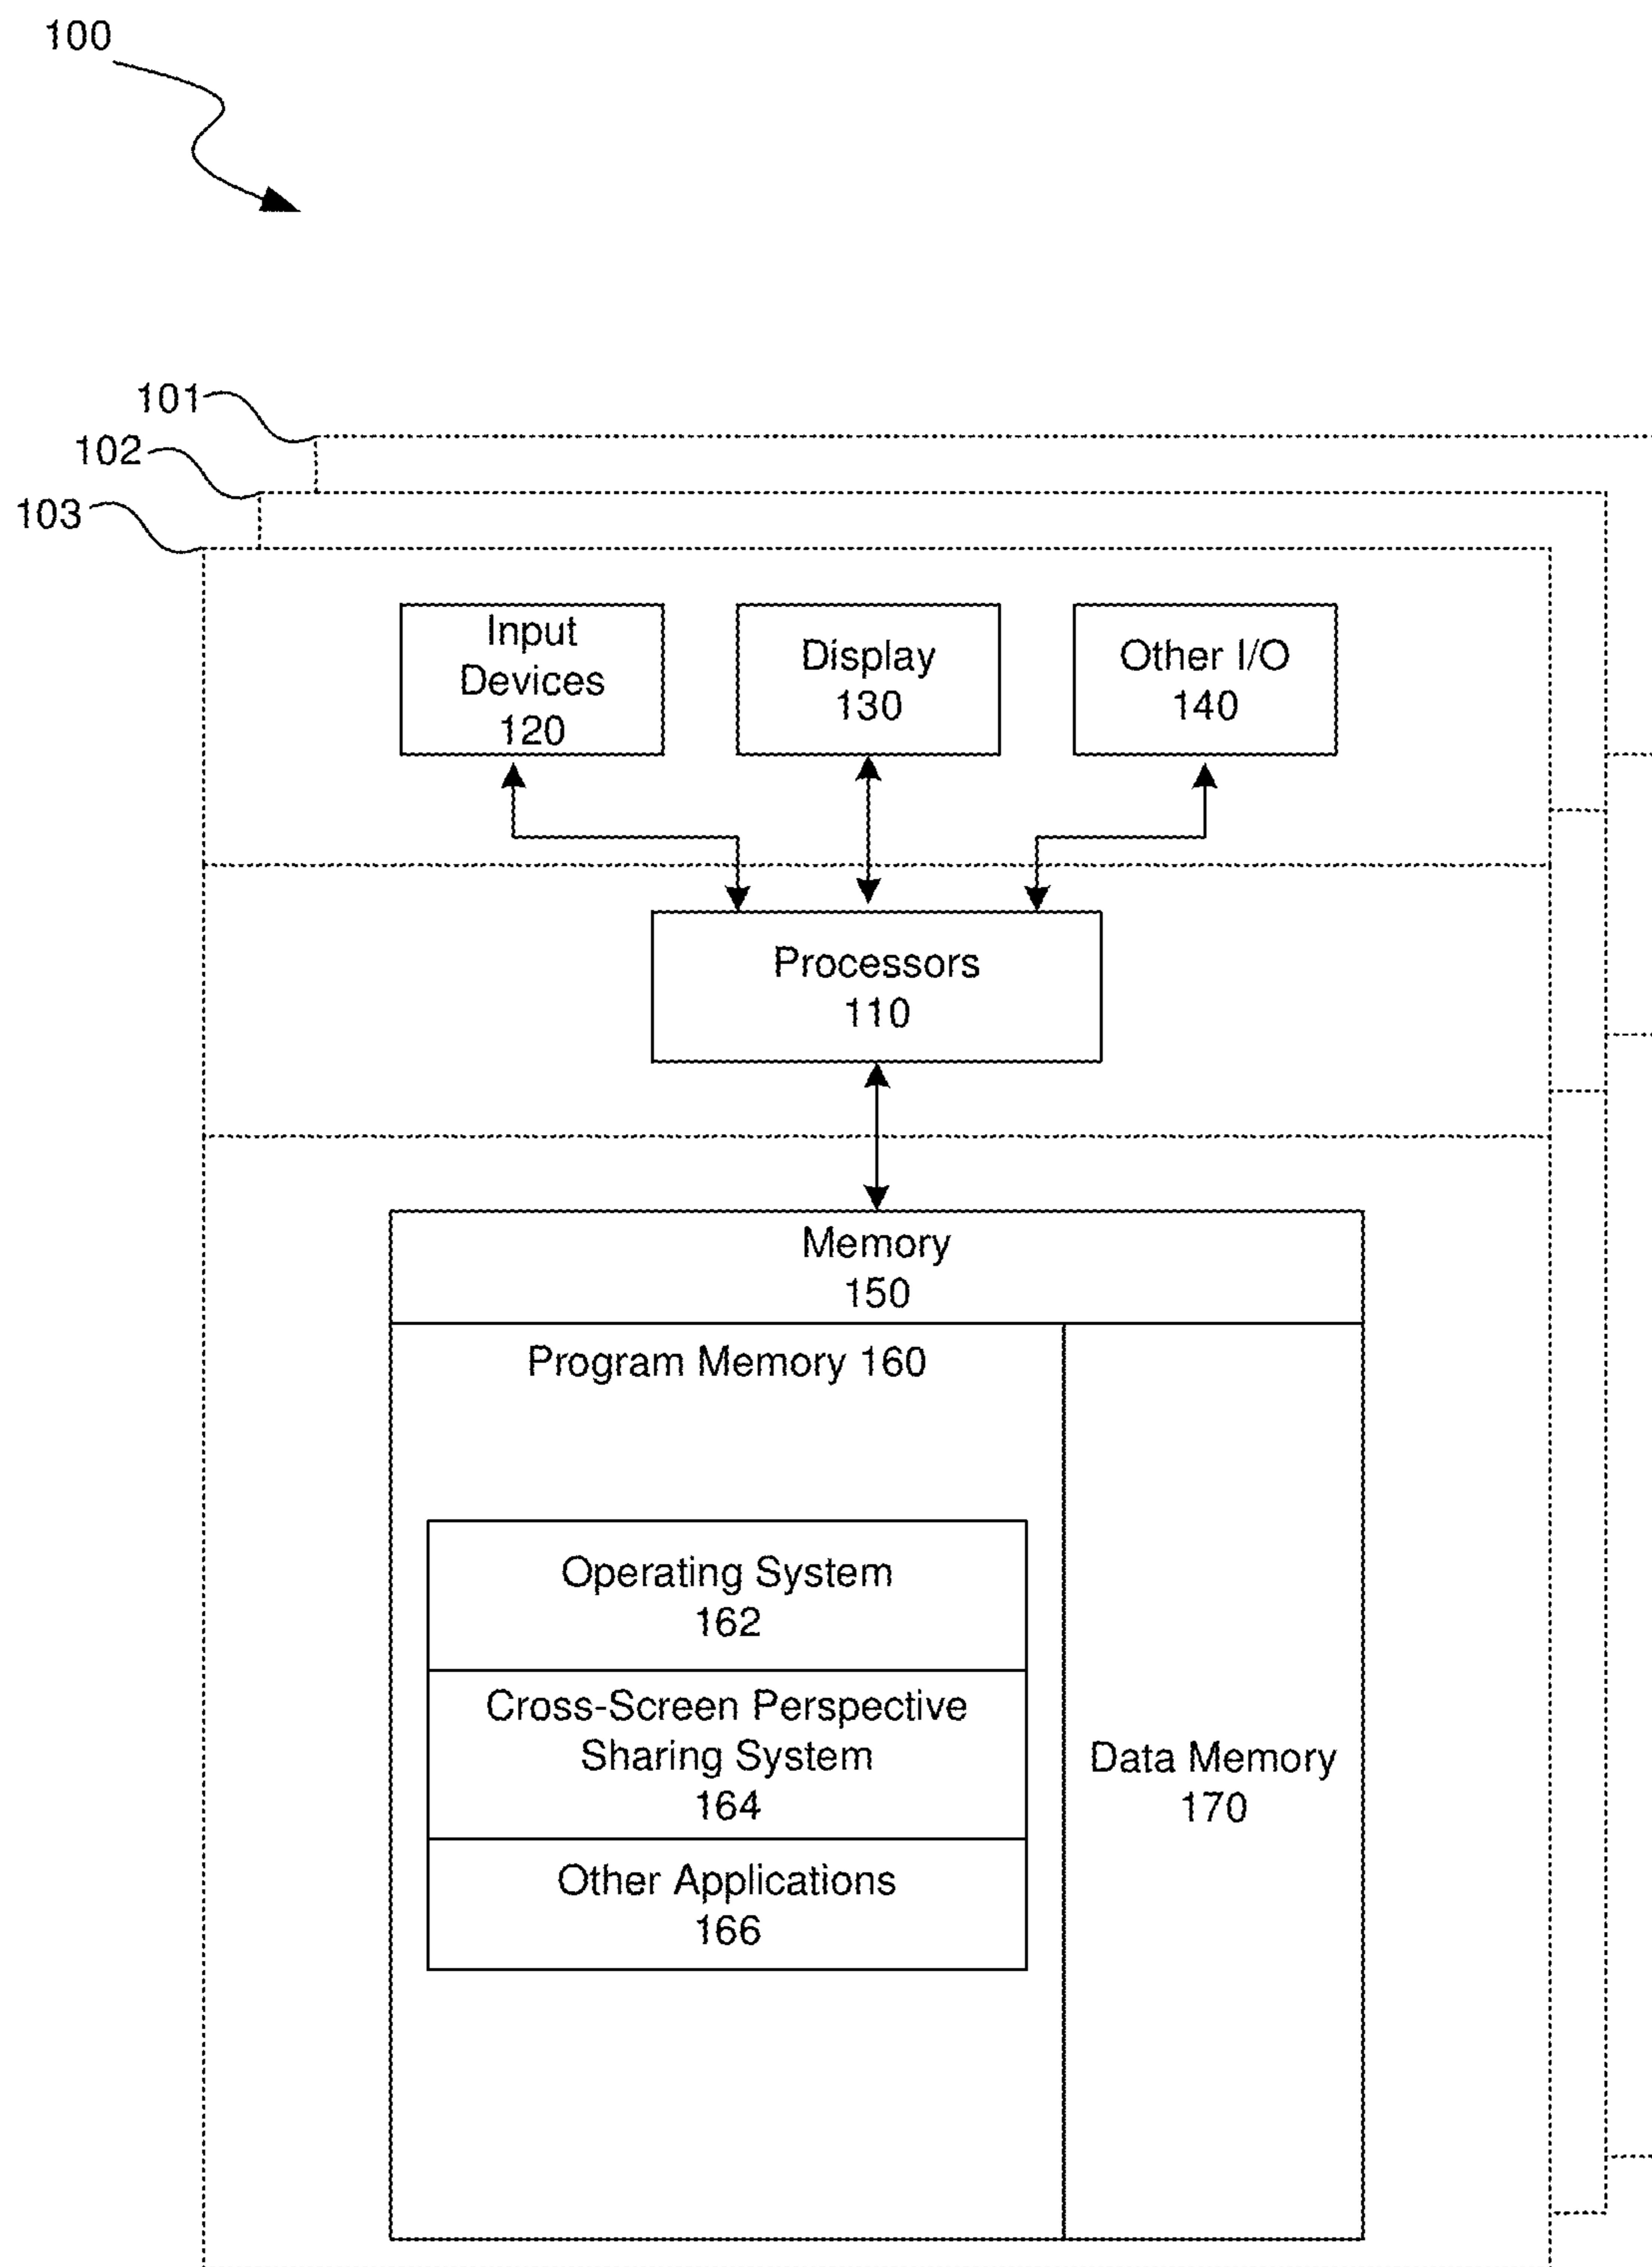 100
101
102
103
Input
Devices
120
Display
130
Other I/O
140
Processors
110
Memory
150
Program Memory 160
Operating System
162
Cross-Screen Perspective
Sharing System
164
Other Applications
166
Data Memory
170